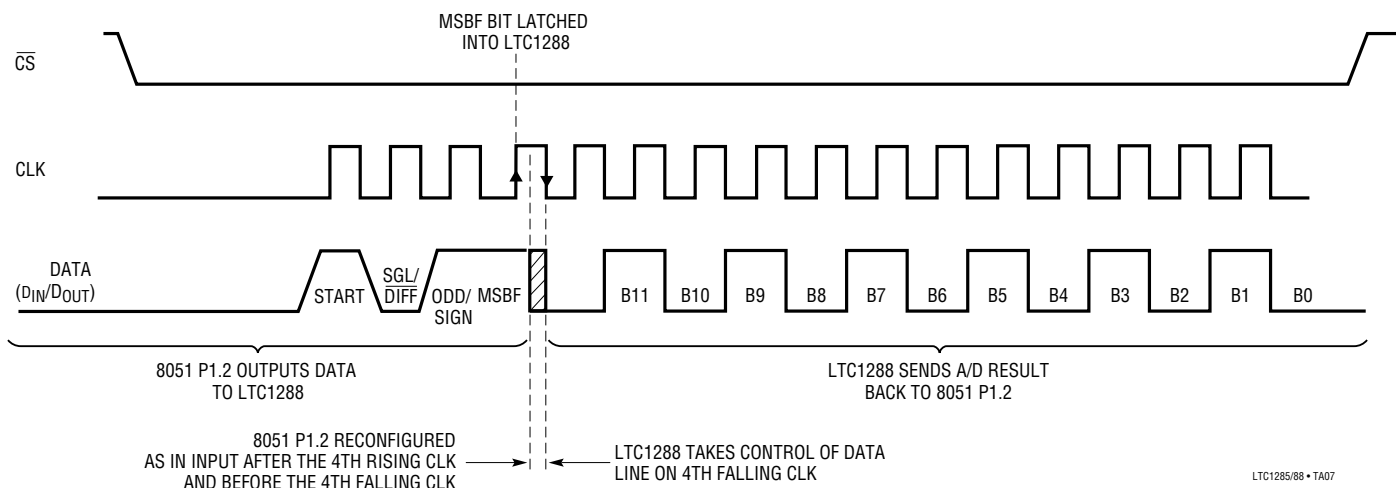 MSBF BIT LATCHED
INTO LTC1288
CS
CLK
DATA
(DIN/DOUT)
START
SGL/
DIFF
ODD/
SIGN
MSBF
B11
B10
B9
B8
B7
B6
B5
B4
B3
B2
B1
B0
8051 P1.2 OUTPUTS DATA
TO LTC1288
LTC1288 SENDS A/D RESULT
BACK TO 8051 P1.2
8051 P1.2 RECONFIGURED
AS IN INPUT AFTER THE 4TH RISING CLK
AND BEFORE THE 4TH FALLING CLK
LTC1288 TAKES CONTROL OF DATA
LINE ON 4TH FALLING CLK
LTC1285/88 • TA07